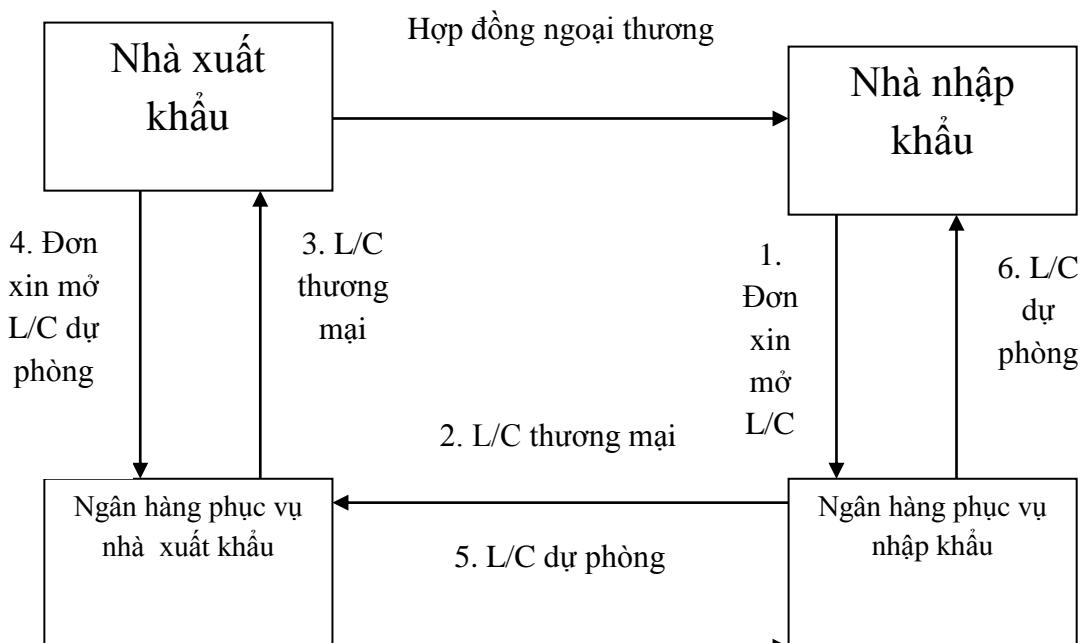 Hợp đồng ngoại thương
Nhà xuất
khẩu
Nhà nhập
khẩu
4. Đơn
xin mở
L/C dự
phòng
3. L/C
thương
mại
1.
Đơn
xin
mở
L/C
6. L/C
dự
phòng
2. L/C thương mại
Ngân hàng phục vụ
nhà xuất khẩu
5. L/C dự phòng
Ngân hàng phục vụ
nhập khẩu